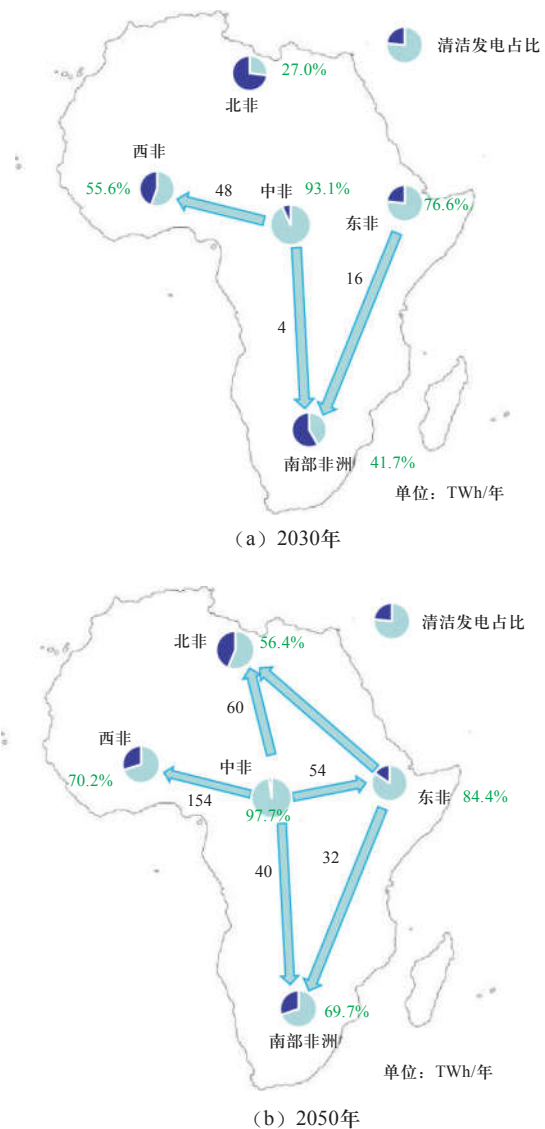 清洁发电占比
27.0%
北非
西非
55.6%
48
中非
93.1%
东非
76.6%
16
4
南部非洲
41.7%
单位：TWh/年
（a）2030年
清洁发电占比
北非
56.4%
60
西非
70.2%
154
中非
97.7%
54
东非
84.4%
40
32
69.7%
南部非洲
单位：TWh/年
（b）2050年